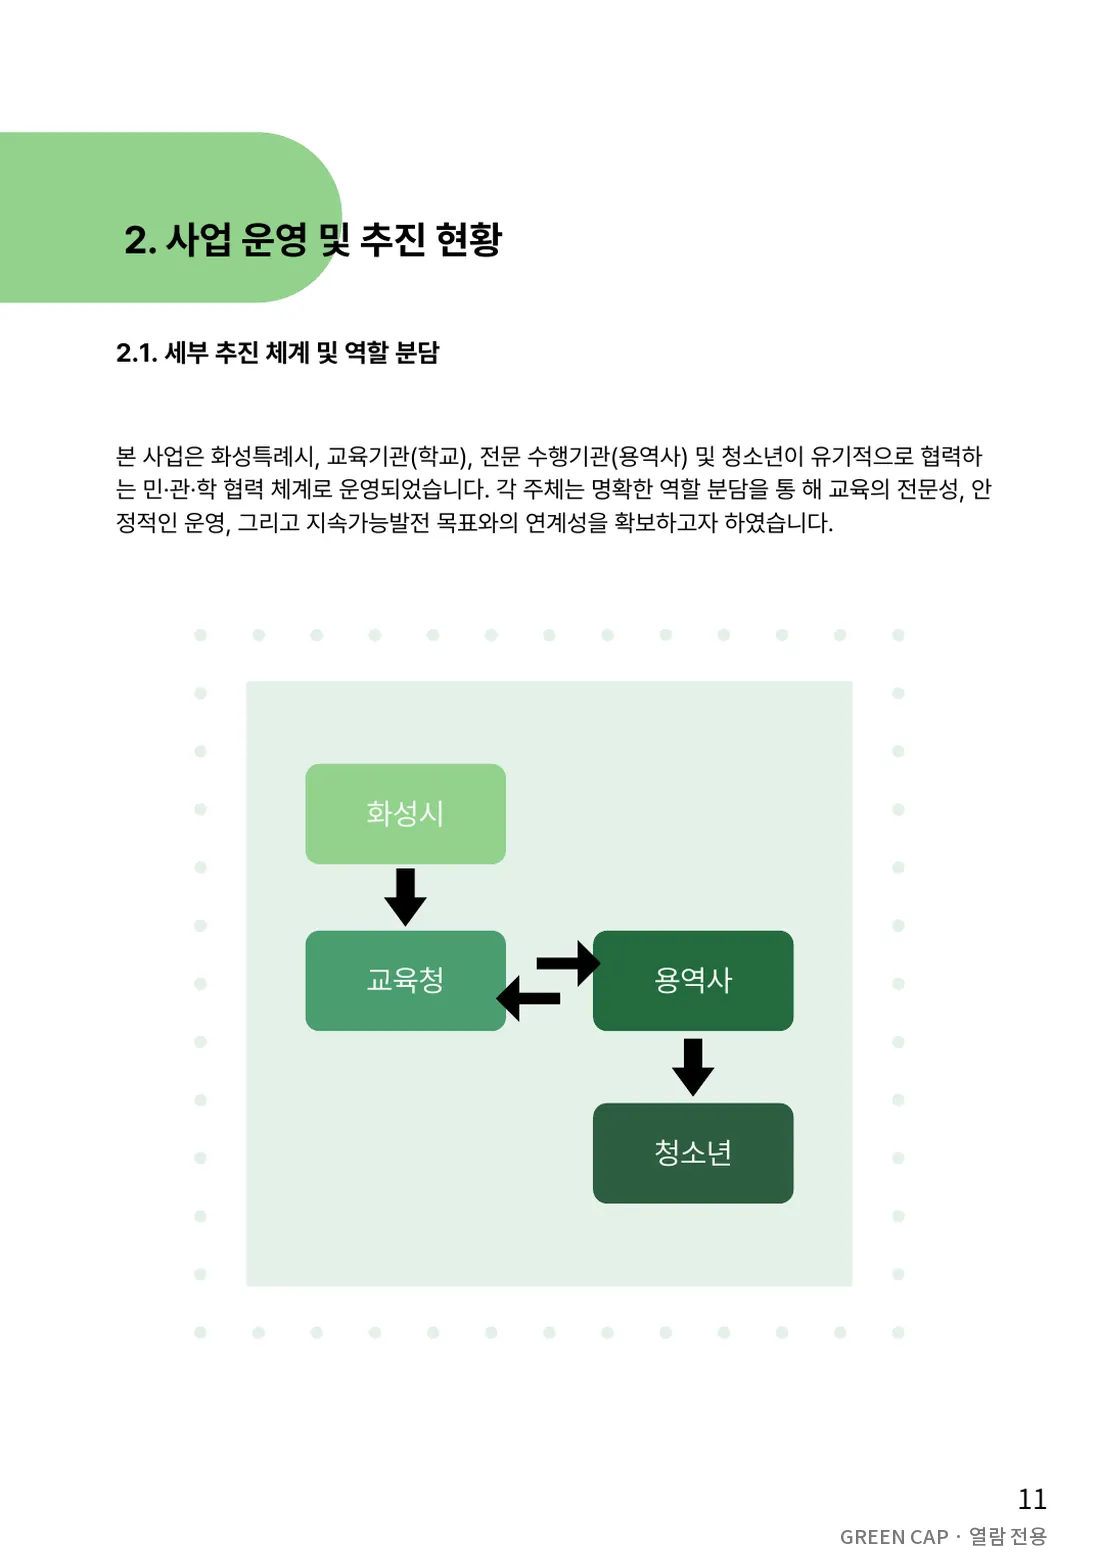 2. 사업 운영 및 추진 현황
2.1. 세부 추진 체계 및 역할 분담
본 사업은 화성특례시, 교육기관(학교), 전문 수행기관(용역사) 및 청소년이 유기적으로 협력하
는 민·관·학 협력 체계로 운영되었습니다. 각 주체는 명확한 역할 분담을 통 해 교육의 전문성, 안
정적인 운영, 그리고 지속가능발전 목표와의 연계성을 확보하고자 하였습니다.
화성시
교육청
용역사
청소년
11
GREEN CAP · 열람 전용